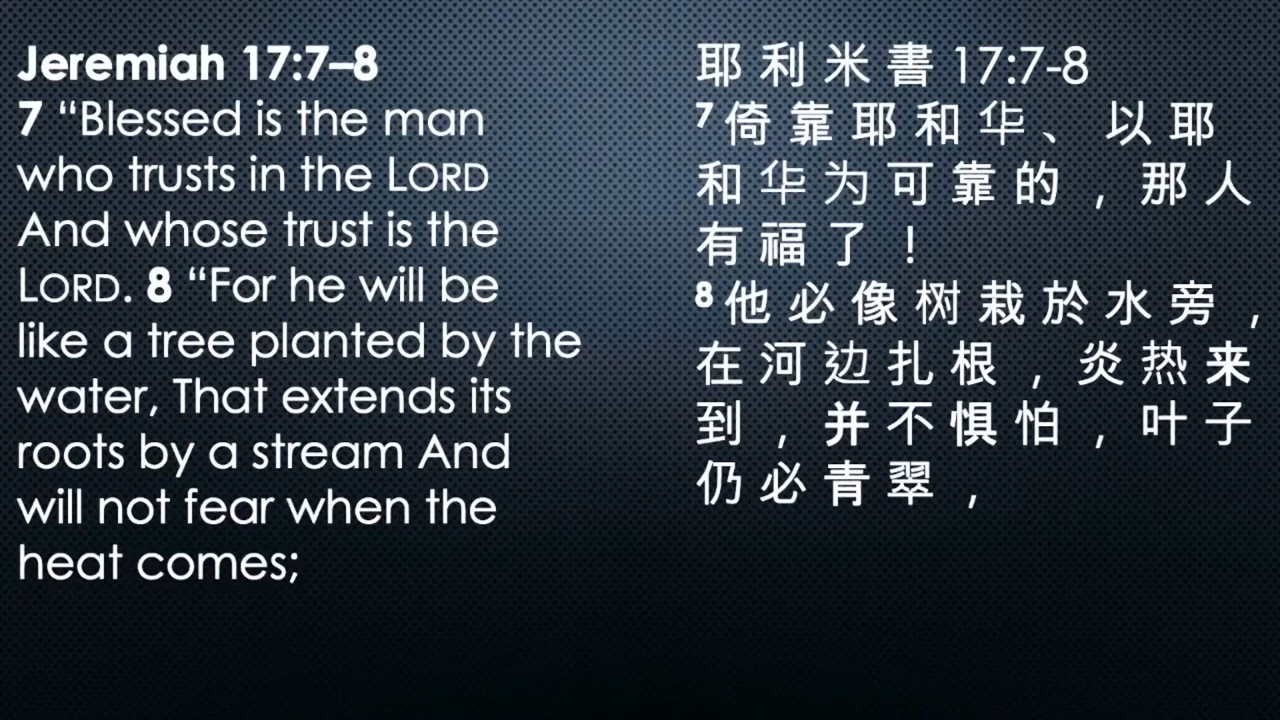 Jeremiah 17:7–8
7 “Blessed is the man
who trusts in the LORD
And whose trust is the
LORD. 8 “For he will be
like a tree planted by the
water, That extends its
roots by a stream And
will not fear when the
heat comes;
耶利米書 17:7-8
7 倚靠耶和华、以耶
和华为可靠的，那人
有福了！
8 他必像树栽於水旁，
在河边扎根，炎热来
到，并不惧怕，叶子
仍必青翠，